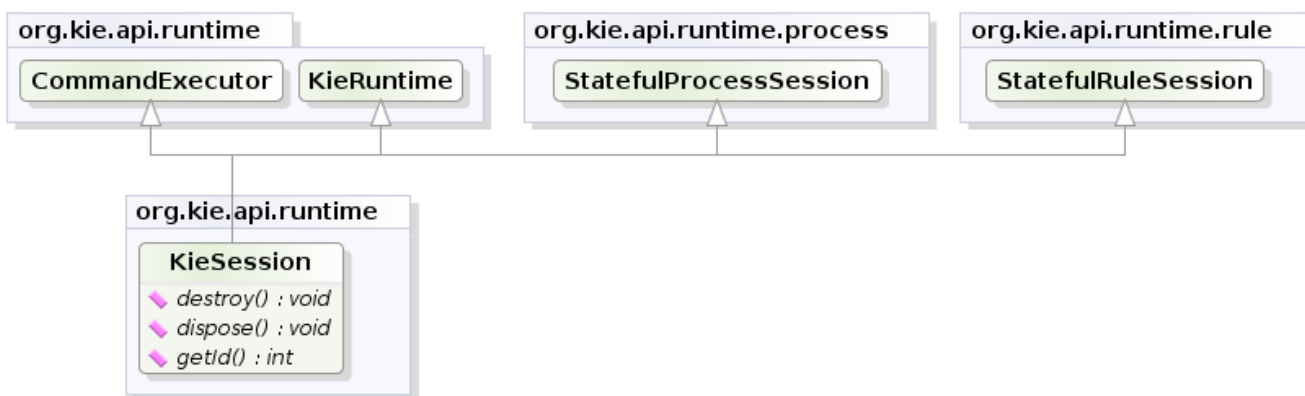 org.kie.api.runtime
org.kie.api.runtime.process
org.kie.api.runtime.rule
CommandExecutor
KieRuntime
StatefulProcessSession
StatefulRuleSession
org.kie.api.runtime
KieSession
destroy() : void
dispose() : void
getId() : int